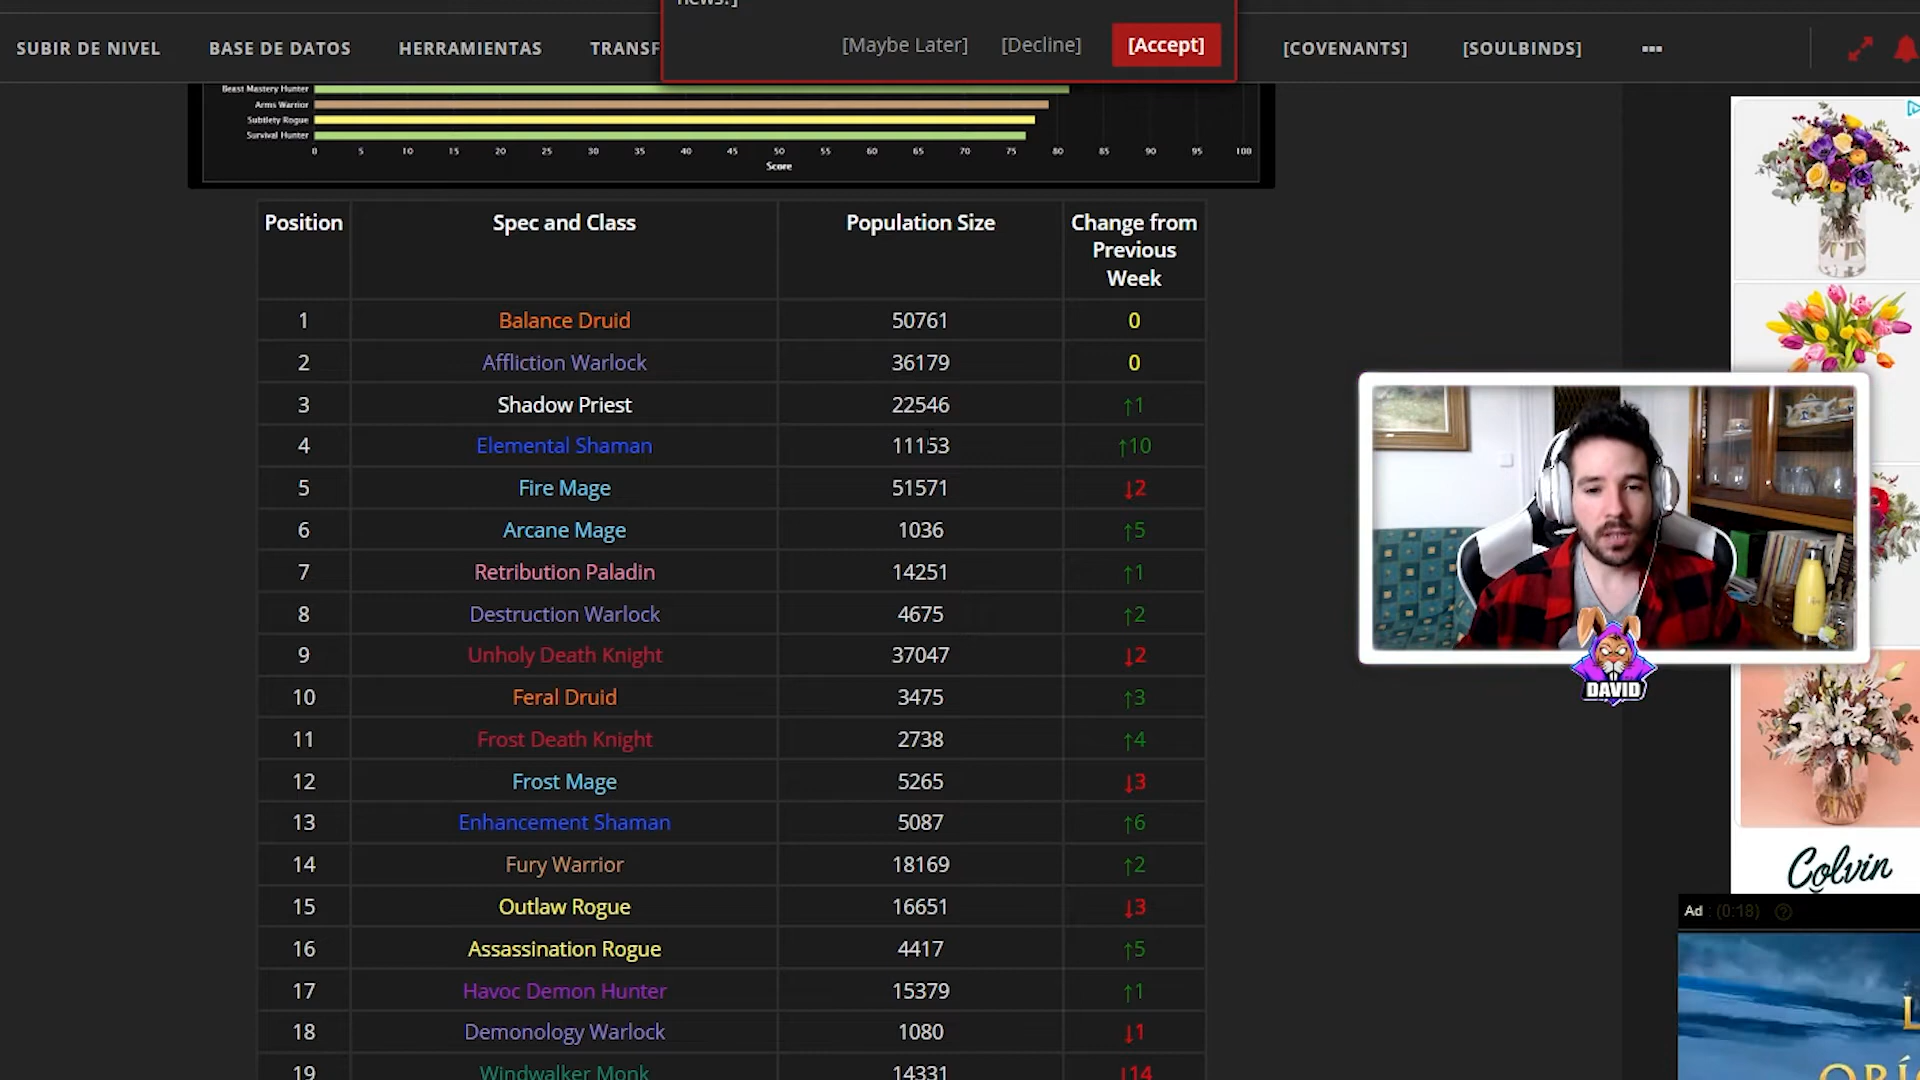 news?]
[Maybe Later] [Decline] [Accept]
SUBIR DE NIVEL BASE DE DATOS HERRAMIENTAS TRANSF [COVENANTS] [SOULBINDS] •••
Beast Mastery Hunter
Arms Warrior
Subtlety Rogue
Survival Hunter
0 5 10 15 20 25 30 35 40 45 50 55 60 65 70 75 80 85 90 95 100
Score
Position Spec and Class Population Size Change from Previous Week
1 Balance Druid 50761 0
2 Affliction Warlock 36179 0
3 Shadow Priest 22546 ↑1
4 Elemental Shaman 11153 ↑10
5 Fire Mage 51571 ↓2
6 Arcane Mage 1036 ↑5
7 Retribution Paladin 14251 ↑1
8 Destruction Warlock 4675 ↑2
9 Unholy Death Knight 37047 ↓2
10 Feral Druid 3475 ↑3
11 Frost Death Knight 2738 ↑4
12 Frost Mage 5265 ↓3
13 Enhancement Shaman 5087 ↑6
14 Fury Warrior 18169 ↑2
15 Outlaw Rogue 16651 ↓3
16 Assassination Rogue 4417 ↑5
17 Havoc Demon Hunter 15379 ↑1
18 Demonology Warlock 1080 ↓1
19 Windwalker Monk 14331 ↓14
DAVID
Colvin
Ad : (0:18)
L
ORÍ